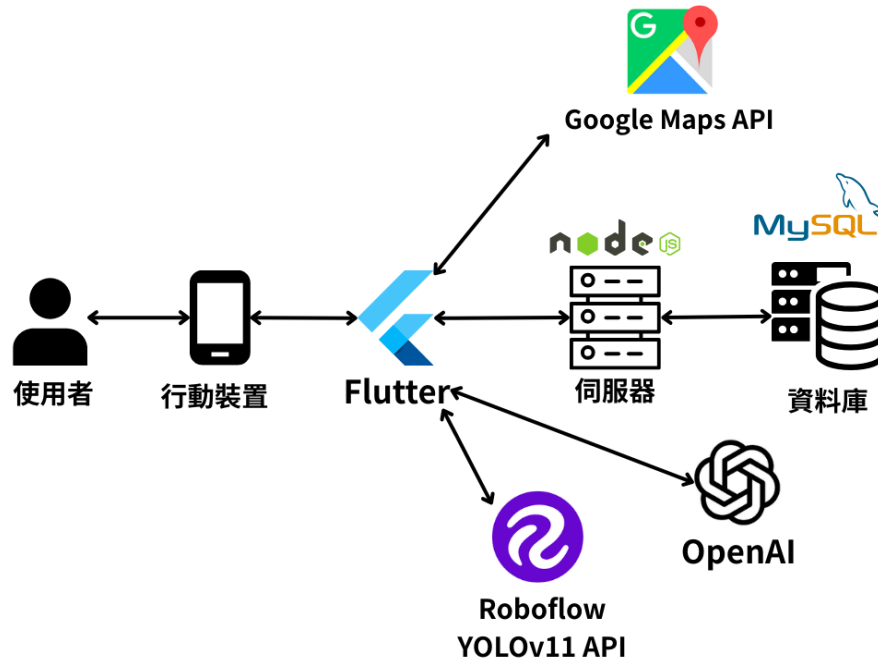 G
Google Maps API
node
JS
MySQL
使用者
行動裝置
Flutter
伺服器
資料庫
OpenAI
Roboflow
YOLOv11 API